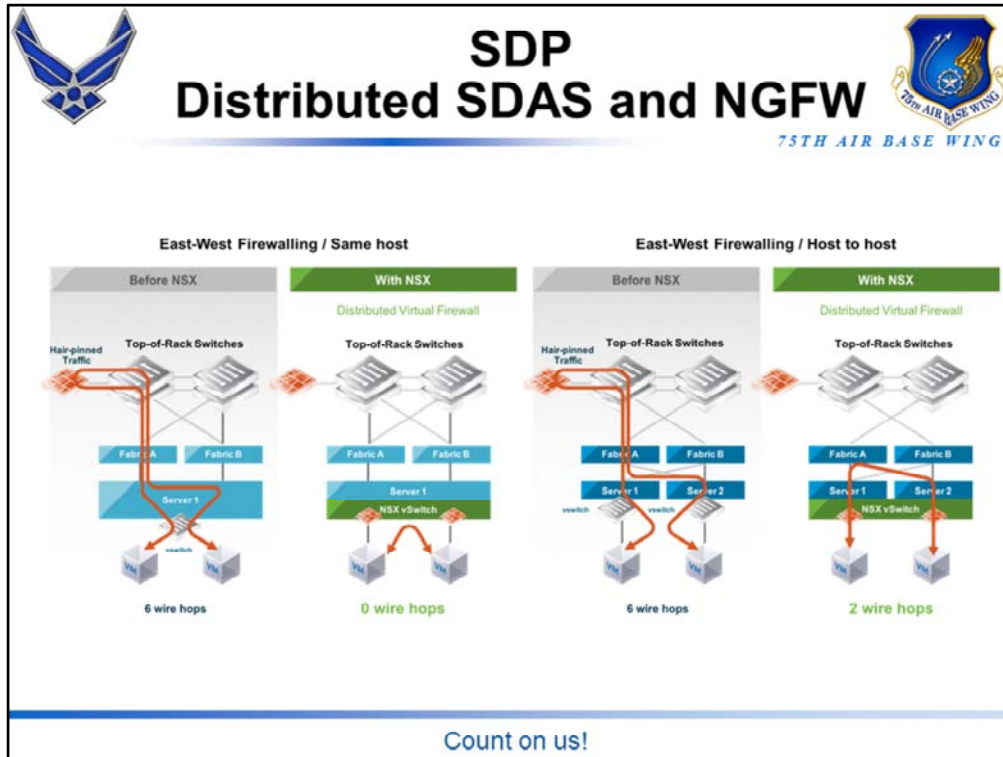 SDP
Distributed SDAS and NGFW
75TH AIR BASE WING
75TH AIR BASE WING
East-West Firewalling / Same host
East-West Firewalling / Host to host
Before NSX
With NSX
Before NSX
With NSX
Distributed Virtual Firewall
Distributed Virtual Firewall
Hair-pinned
Traffic
Top-of-Rack Switches
Top-of-Rack Switches
Hair-pinned
Traffic
Top-of-Rack Switches
Top-of-Rack Switches
Fabric A
Fabric B
Fabric A
Fabric B
Fabric A
Fabric B
Fabric A
Fabric B
Server 1
Server 1
NSX vSwitch
Server 1
Server 2
Server 1
Server 2
NSX vSwitch
vswitch
vswitch
vswitch
VM
VM
VM
VM
VM
VM
VM
VM
6 wire hops
0 wire hops
6 wire hops
2 wire hops
Count on us!